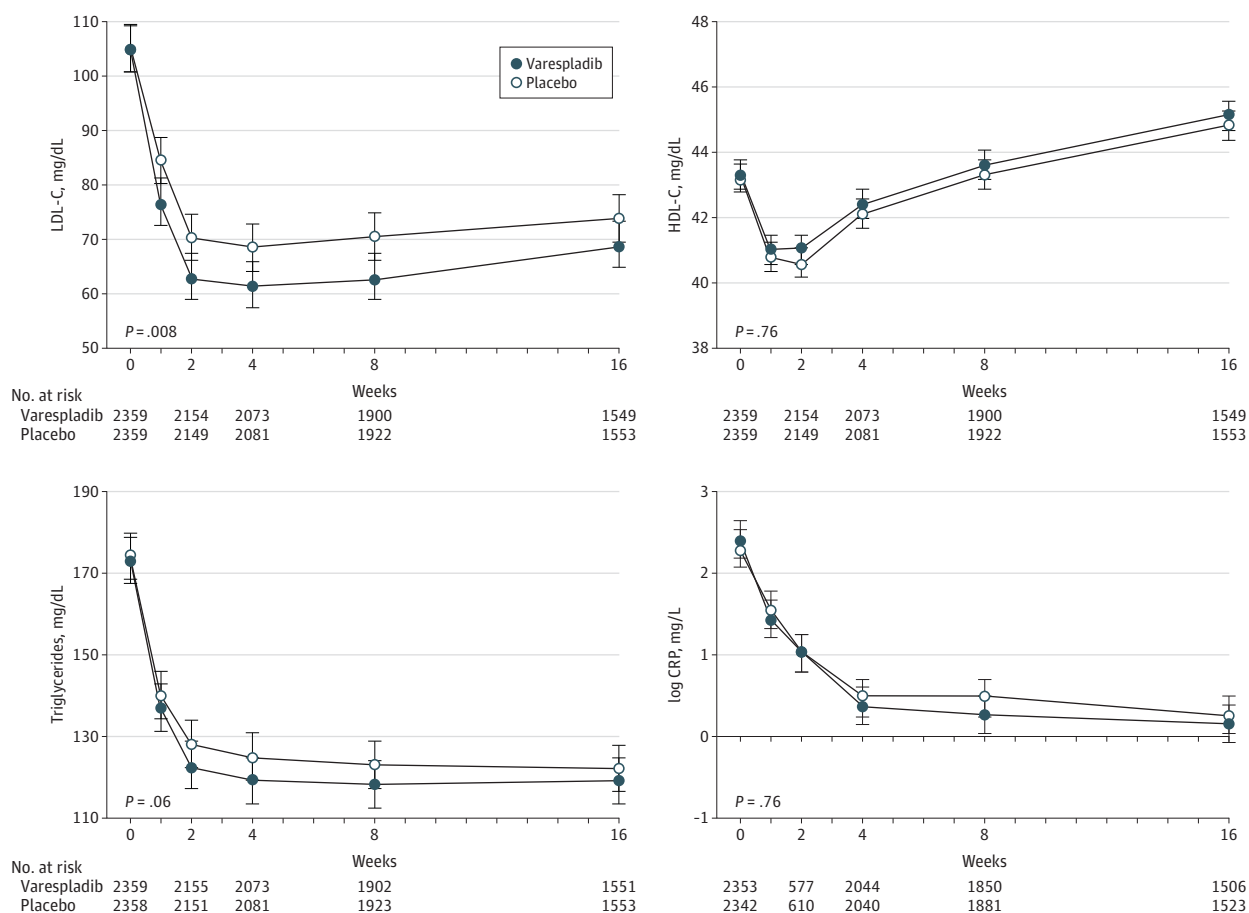 110
100
90
80
70
60
50
LDL-C, mg/dL
Varespladib
Placebo
P = .008
0 2 4 8 16
Weeks
No. at risk
Varespladib 2359 2154 2073 1900 1549
Placebo 2359 2149 2081 1922 1553
48
46
44
42
40
38
HDL-C, mg/dL
P = .76
0 2 4 8 16
Weeks
2359 2154 2073 1900 1549
2359 2149 2081 1922 1553
190
170
150
130
110
Triglycerides, mg/dL
P = .06
0 2 4 8 16
Weeks
No. at risk
Varespladib 2359 2155 2073 1902 1551
Placebo 2358 2151 2081 1923 1553
3
2
1
0
-1
log CRP, mg/L
P = .76
0 2 4 8 16
Weeks
2353 577 2044 1850 1506
2342 610 2040 1881 1523